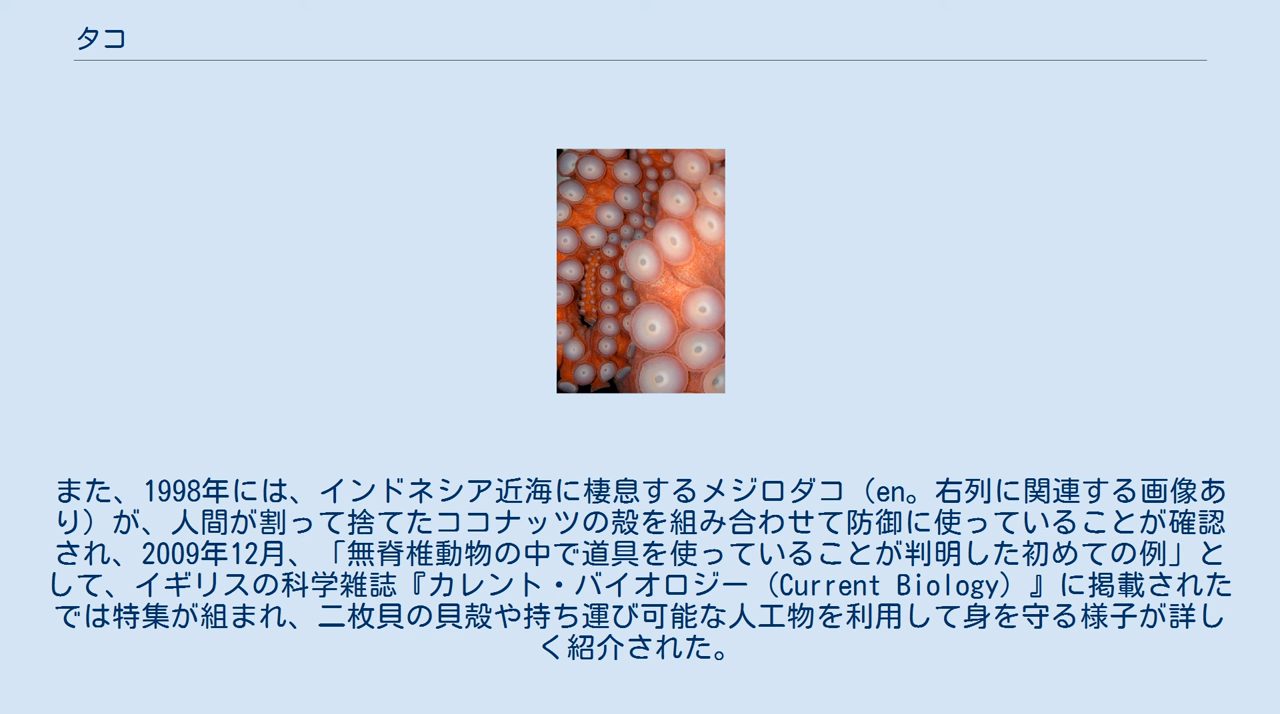 タコ
また、1998年には、インドネシア近海に棲息するメジロダコ（en。右列に関連する画像あ
り）が、人間が割って捨てたココナッツの殻を組み合わせて防御に使っていることが確認
され、2009年12月、「無脊椎動物の中で道具を使っていることが判明した初めての例」と
して、イギリスの科学雑誌『カレント・バイオロジー（Current Biology）』に掲載された
では特集が組まれ、二枚貝の貝殻や持ち運び可能な人工物を利用して身を守る様子が詳し
く紹介された。